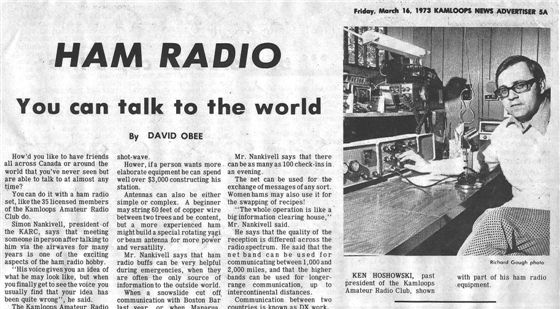 Friday, March 16, 1973 KAMLOOPS NEWS ADVERTISER 5A
HAM RADIO
You can talk to the world
By DAVID OBEE
How'd you like to have friends
all across Canada or around the
world that you've never seen but
are able to talk to at almost any
time?
You can do it with a ham radio
set, like the 35 licensed members
of the Kamloops Amateur Radio
Club do.
Simon Nankivell, president of
the KARC, says that meeting
someone in person after talking to
him via the airwaves for many
years is one of the exciting
aspects of the ham radio hobby.
"His voice gives you an idea of
what he may look like, but when
you finally get to see the voice you
usually find that your idea has
been quite wrong", he said.
The Kamloops Amateur Radio
shot-wave.
Hower, if a person wants more
elaborate equipment he can spend
well over $3,000 constructing his
station.
Antennas can also be either
simple or complex. A beginner
may string 60 feet of copper wire
between two trees and be content,
but a more experienced ham
might build a special rotating yagi
or beam antenna for more power
and versatility.
Mr. Nankivell says that ham
radio buffs can be very helpful
during emergencies, when they
are often the only source of
information to the outside world.
When a snowslide cut off
communication with Boston Bar
last year, or when Managua,
Mr. Nankivell says that there
can be as many as 100 check-ins in
an evening.
The net can be used for the
exchange of messages of any sort.
Women hams may also use it for
the swapping of recipes!
"The whole operation is like a
big information clearing house,"
Mr. Nankivell said.
He says that the quality of the
reception is different across the
radio spectrum. He said that the
net band can be used for
communicating between 1,000 and
2,000 miles, and that the higher
bands can be used for longer-
range communication, up to
intercontinental distances.
Communication between two
countries is known as DX work.
Richard Gough photo
KEN HOSHOWSKI, past
president of the Kamloops
Amateur Radio Club, shows
with part of his ham radio
equipment.